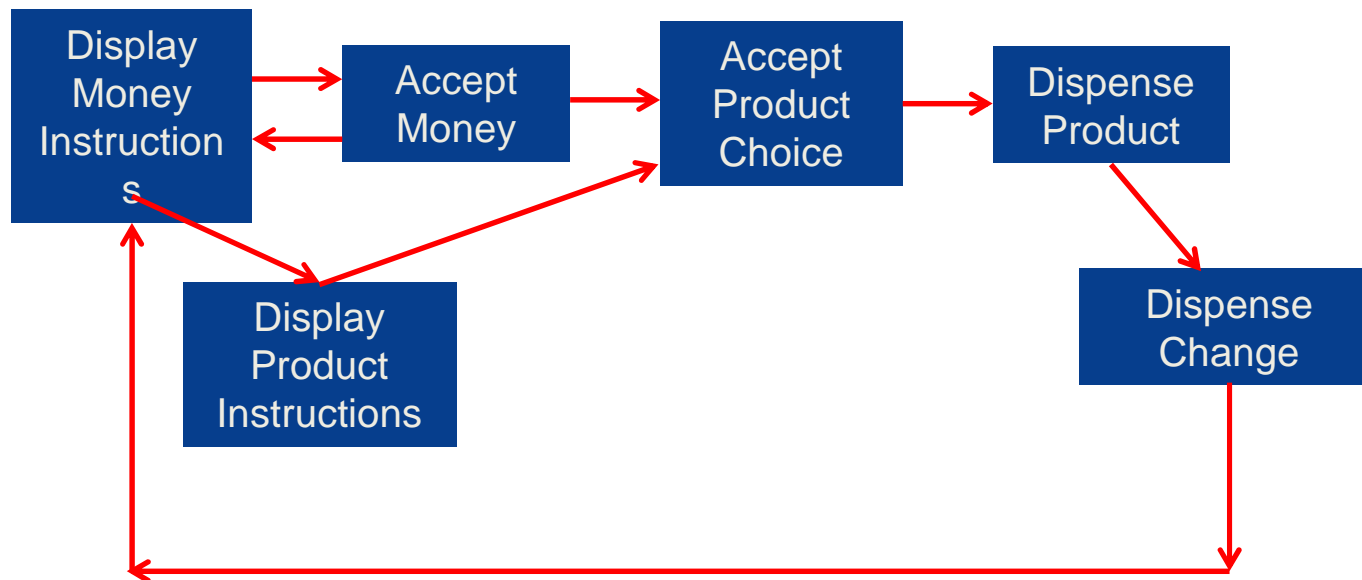 Display
Money
Instruction
s
Accept
Money
Accept
Product
Choice
Dispense
Product
Display
Product
Instructions
Dispense
Change